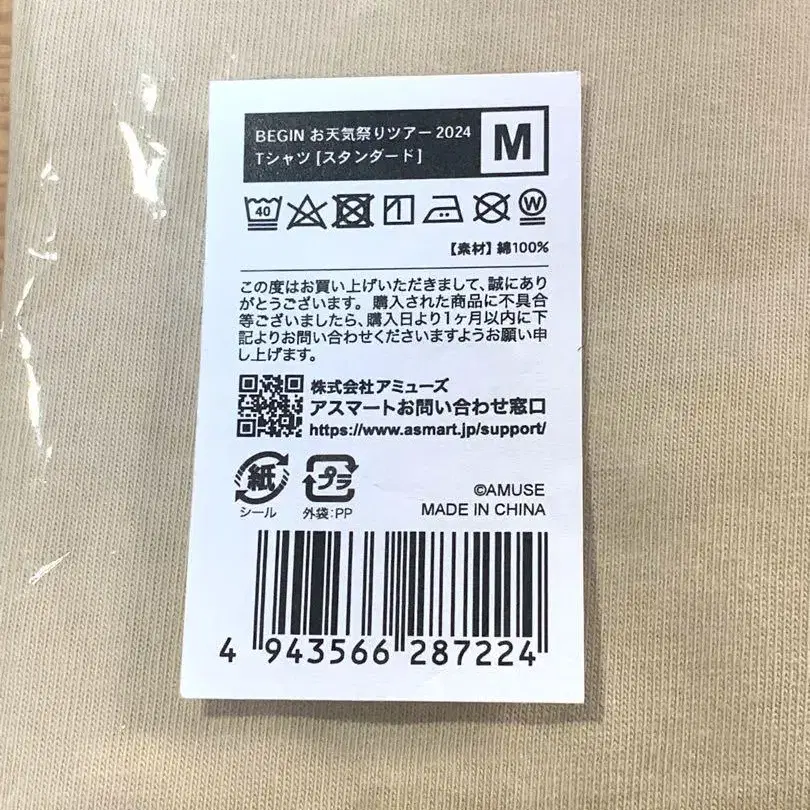 BEGIN お天気祭りツアー 2024
Tシャツ [スタンダード]
M
40
W
【素材】綿100%
この度はお買い上げいただきまして、誠にあり
がとうございます。購入された商品に不具合
等ございましたら、購入日より1ヶ月以内に下
記よりお問い合わせくださいますようお願い申
し上げます。
株式会社アミューズ
アスマートお問い合わせ窓口
https://www.asmart.jp/support/
紙
シール
プラ
外袋:PP
©AMUSE
MADE IN CHINA
4 943566 287224